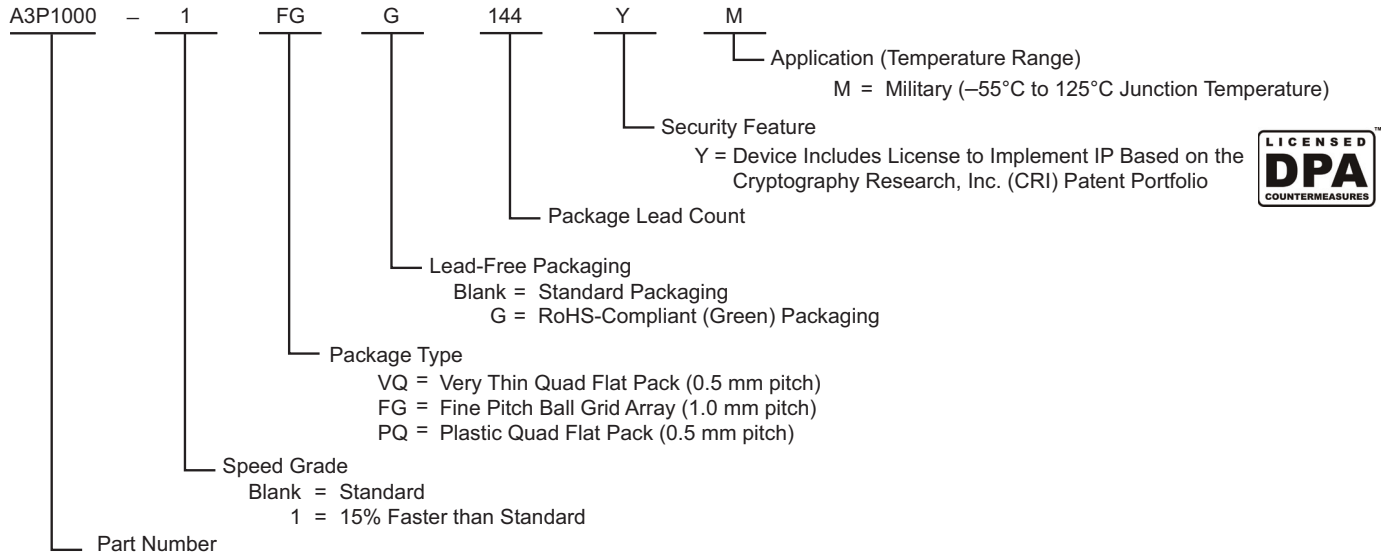 A3P1000 – 1 FG G 144 Y M
Application (Temperature Range)
M = Military (–55°C to 125°C Junction Temperature)
Security Feature
Y = Device Includes License to Implement IP Based on the
Cryptography Research, Inc. (CRI) Patent Portfolio
LICENSED
DPA
COUNTERMEASURES
™
Package Lead Count
Lead-Free Packaging
Blank = Standard Packaging
G = RoHS-Compliant (Green) Packaging
Package Type
VQ = Very Thin Quad Flat Pack (0.5 mm pitch)
FG = Fine Pitch Ball Grid Array (1.0 mm pitch)
PQ = Plastic Quad Flat Pack (0.5 mm pitch)
Speed Grade
Blank = Standard
1 = 15% Faster than Standard
Part Number